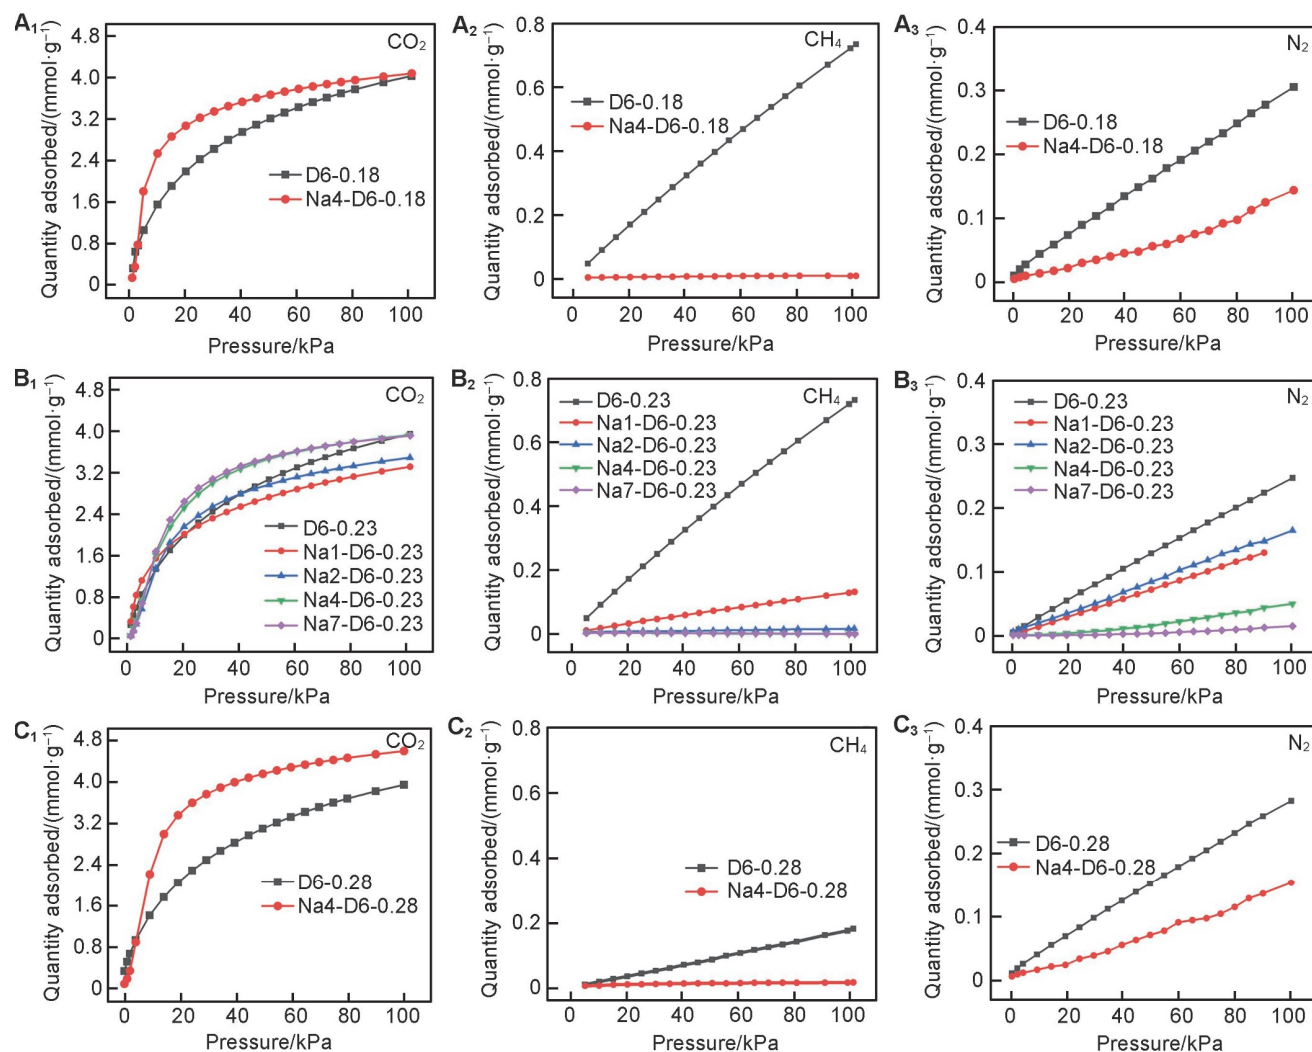 A₁
CO₂
Quantity adsorbed/(mmol·g⁻¹)
4.8
4.0
3.2
2.4
1.6
0.8
0
D6-0.18
Na4-D6-0.18
0 20 40 60 80 100
Pressure/kPa
A₂
CH₄
Quantity adsorbed/(mmol·g⁻¹)
0.8
0.6
0.4
0.2
0
D6-0.18
Na4-D6-0.18
0 20 40 60 80 100
Pressure/kPa
A₃
N₂
Quantity adsorbed/(mmol·g⁻¹)
0.4
0.3
0.2
0.1
0
D6-0.18
Na4-D6-0.18
0 20 40 60 80 100
Pressure/kPa
B₁
CO₂
Quantity adsorbed/(mmol·g⁻¹)
4.8
4.0
3.2
2.4
1.6
0.8
0
D6-0.23
Na1-D6-0.23
Na2-D6-0.23
Na4-D6-0.23
Na7-D6-0.23
0 20 40 60 80 100
Pressure/kPa
B₂
CH₄
Quantity adsorbed/(mmol·g⁻¹)
0.8
0.6
0.4
0.2
0
D6-0.23
Na1-D6-0.23
Na2-D6-0.23
Na4-D6-0.23
Na7-D6-0.23
0 20 40 60 80 100
Pressure/kPa
B₃
N₂
Quantity adsorbed/(mmol·g⁻¹)
0.4
0.3
0.2
0.1
0
D6-0.23
Na1-D6-0.23
Na2-D6-0.23
Na4-D6-0.23
Na7-D6-0.23
0 20 40 60 80 100
Pressure/kPa
C₁
CO₂
Quantity adsorbed/(mmol·g⁻¹)
4.8
4.0
3.2
2.4
1.6
0.8
0
D6-0.28
Na4-D6-0.28
0 20 40 60 80 100
Pressure/kPa
C₂
CH₄
Quantity adsorbed/(mmol·g⁻¹)
0.8
0.6
0.4
0.2
0
D6-0.28
Na4-D6-0.28
0 20 40 60 80 100
Pressure/kPa
C₃
N₂
Quantity adsorbed/(mmol·g⁻¹)
0.4
0.3
0.2
0.1
0
D6-0.28
Na4-D6-0.28
0 20 40 60 80 100
Pressure/kPa